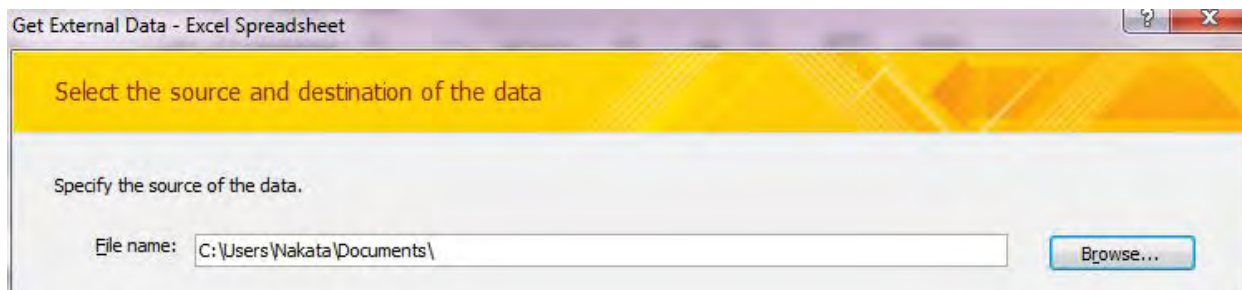 Get External Data - Excel Spreadsheet
Select the source and destination of the data
Specify the source of the data.
File name: C:\Users\Nakata\Documents\ Browse...